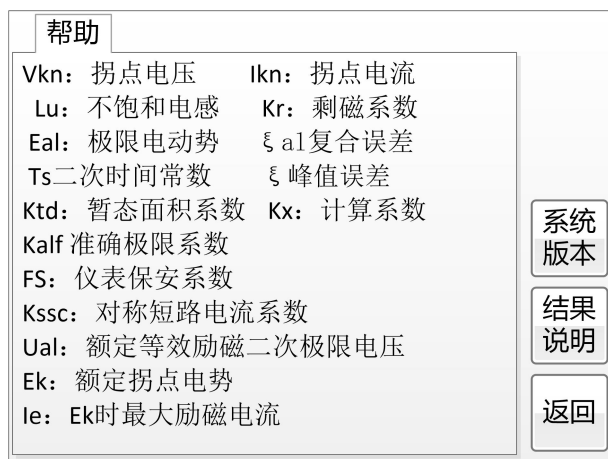 帮助
Vkn：拐点电压 Ikn：拐点电流
Lu：不饱和电感 Kr：剩磁系数
Eal：极限电动势 ξal复合误差
Ts二次时间常数 ξ峰值误差
Ktd：暂态面积系数 Kx：计算系数
Kalf 准确极限系数
FS：仪表保安系数
Kssc：对称短路电流系数
Ual：额定等效励磁二次极限电压
Ek：额定拐点电势
Ie：Ek时最大励磁电流
系统
版本
结果
说明
返回